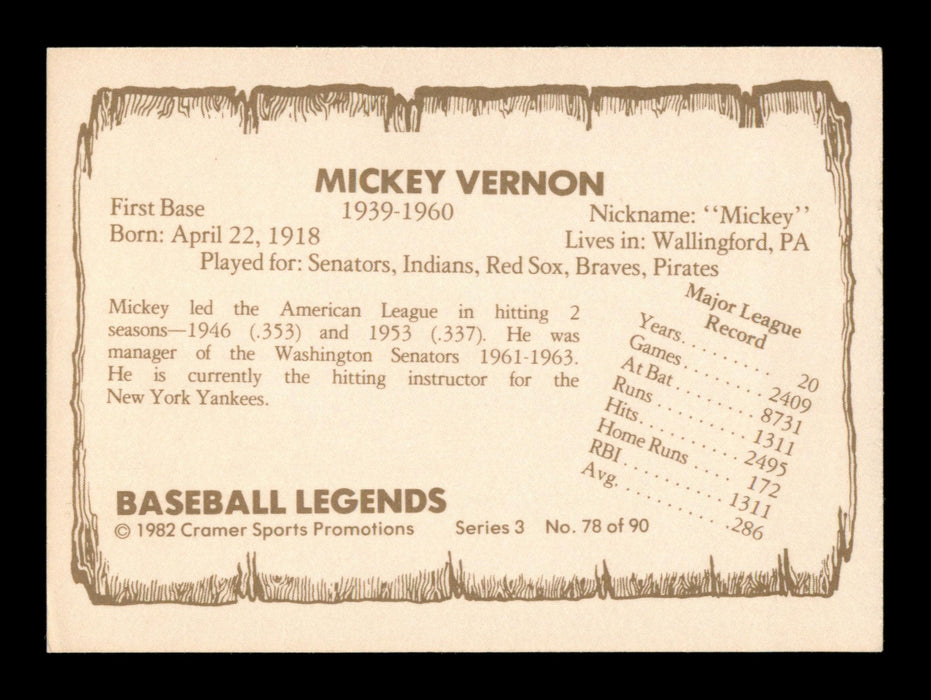 MICKEY VERNON
First Base 1939-1960 Nickname: ‘‘Mickey’’
Born: April 22, 1918 Lives in: Wallingford, PA
Played for: Senators, Indians, Red Sox, Braves, Pirates
Mickey led the American League in hitting 2
seasons—1946 (.353) and 1953 (.337). He was
manager of the Washington Senators 1961-1963.
He is currently the hitting instructor for the
New York Yankees.
Major League
Record
Years. . . . . . . . 20
Games . . . . . . . . 2409
At Bat . . . . . . . . 8731
Runs . . . . . . . . . 1311
Hits. . . . . . . . . . 2495
Home Runs . . . . . 172
RBI . . . . . . . . . . 1311
Avg. . . . . . . . . . .286
BASEBALL LEGENDS
© 1982 Cramer Sports Promotions Series 3 No. 78 of 90